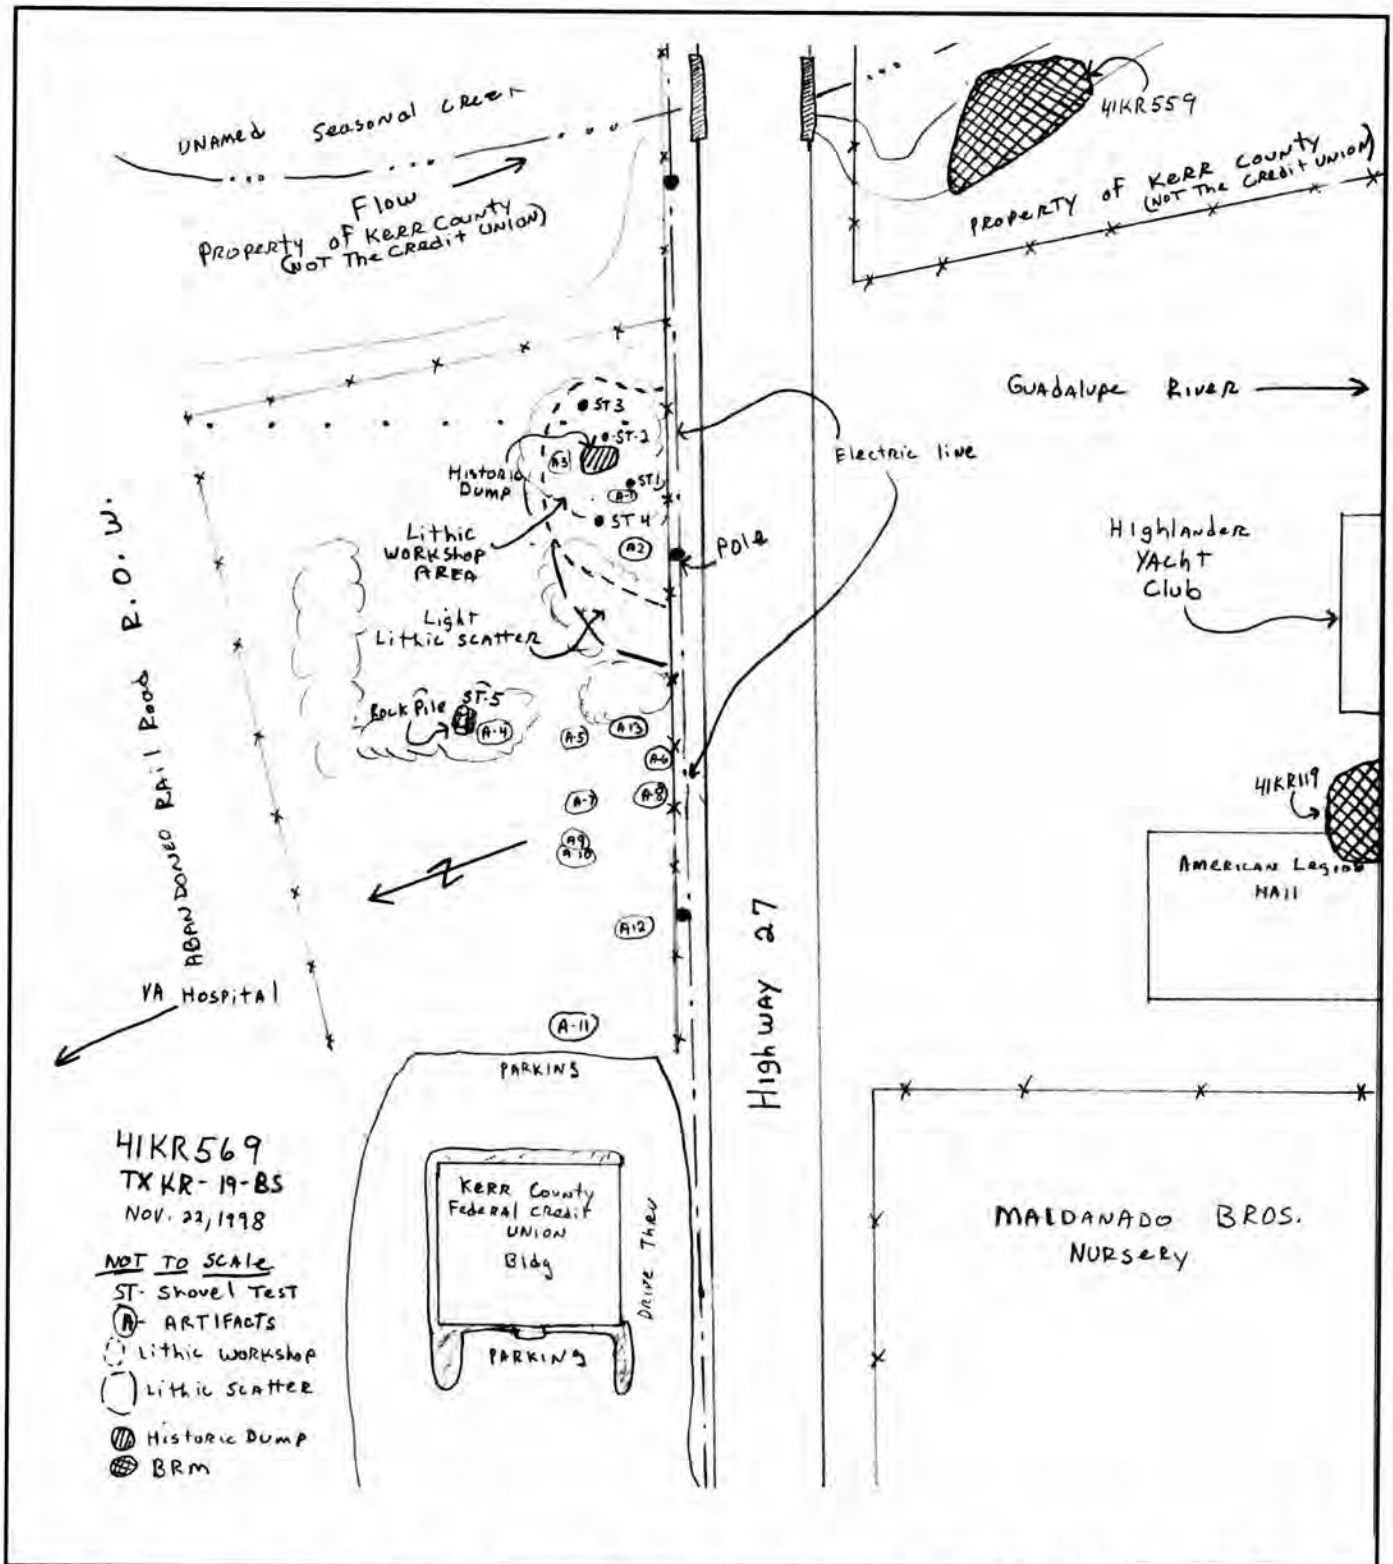 UNAMED Seasonal CREEK
Flow
PROPERTY of KERR COUNTY
(NOT The CREDIT UNION)
41KR559
PROPERTY of KERR COUNTY
(NOT The CREDIT UNION)
GUADALUPE RIVER
Electric line
ST3
ST-2
A3
Historic
Dump
ST1
A-1
ST4
Lithic
WORKSHOP
AREA
A2
Pole
Highlander
YACHT
Club
Light
Lithic SCATTER
ABANDONED RAIL ROAD R.O.W.
Rock Pile
ST-5
A-4
A-5
A13
A-6
A-7
A-8
A9
A-10
41KR119
AMERICAN Legion
HALL
A12
Highway 27
VA HOSPITAL
A-11
PARKING
41KR569
TX KR-19-BS
NOV. 22, 1998
NOT TO SCALE
ST- Shovel TEST
A- ARTIFACTS
Lithic WORKSHOP
Lithic SCATTER
Historic Dump
BRM
KERR County
Federal Credit
UNION
Bldg
DRIVE THRU
PARKING
MALDANADO BROS.
NURSERY